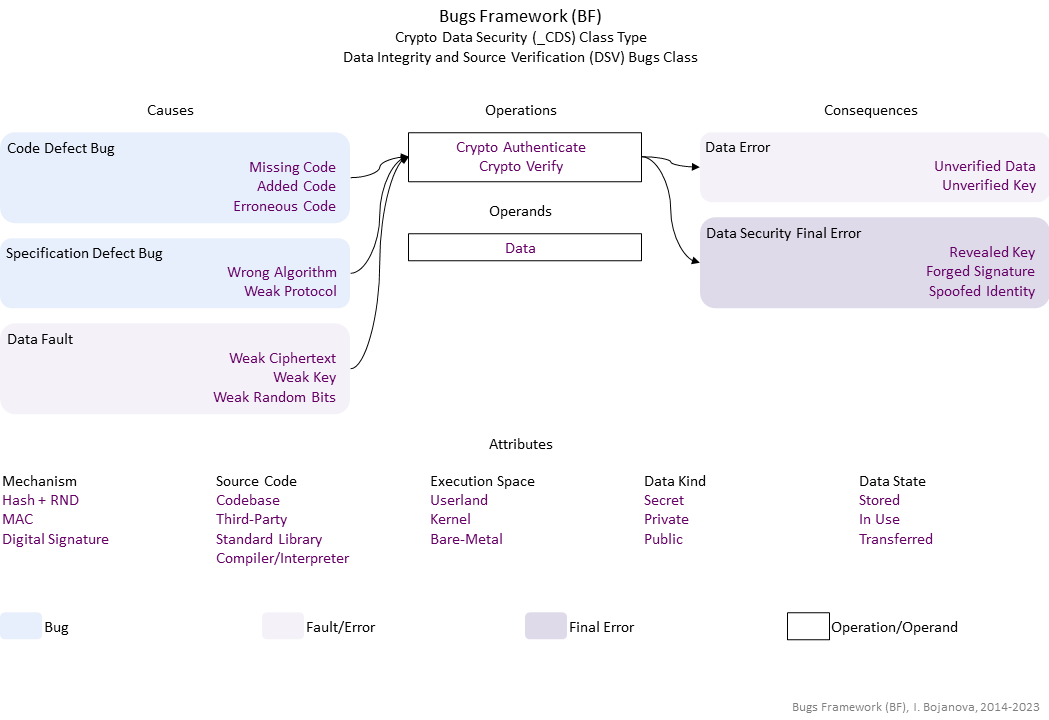 Bugs Framework (BF)
Crypto Data Security (_CDS) Class Type
Data Integrity and Source Verification (DSV) Bugs Class
Causes
Operations
Consequences
Code Defect Bug
Missing Code
Added Code
Erroneous Code
Specification Defect Bug
Wrong Algorithm
Weak Protocol
Data Fault
Weak Ciphertext
Weak Key
Weak Random Bits
Crypto Authenticate
Crypto Verify
Operands
Data
Data Error
Unverified Data
Unverified Key
Data Security Final Error
Revealed Key
Forged Signature
Spoofed Identity
Attributes
Mechanism
Hash + RND
MAC
Digital Signature
Source Code
Codebase
Third-Party
Standard Library
Compiler/Interpreter
Execution Space
Userland
Kernel
Bare-Metal
Data Kind
Secret
Private
Public
Data State
Stored
In Use
Transferred
Bug
Fault/Error
Final Error
Operation/Operand
Bugs Framework (BF), I. Bojanova, 2014-2023